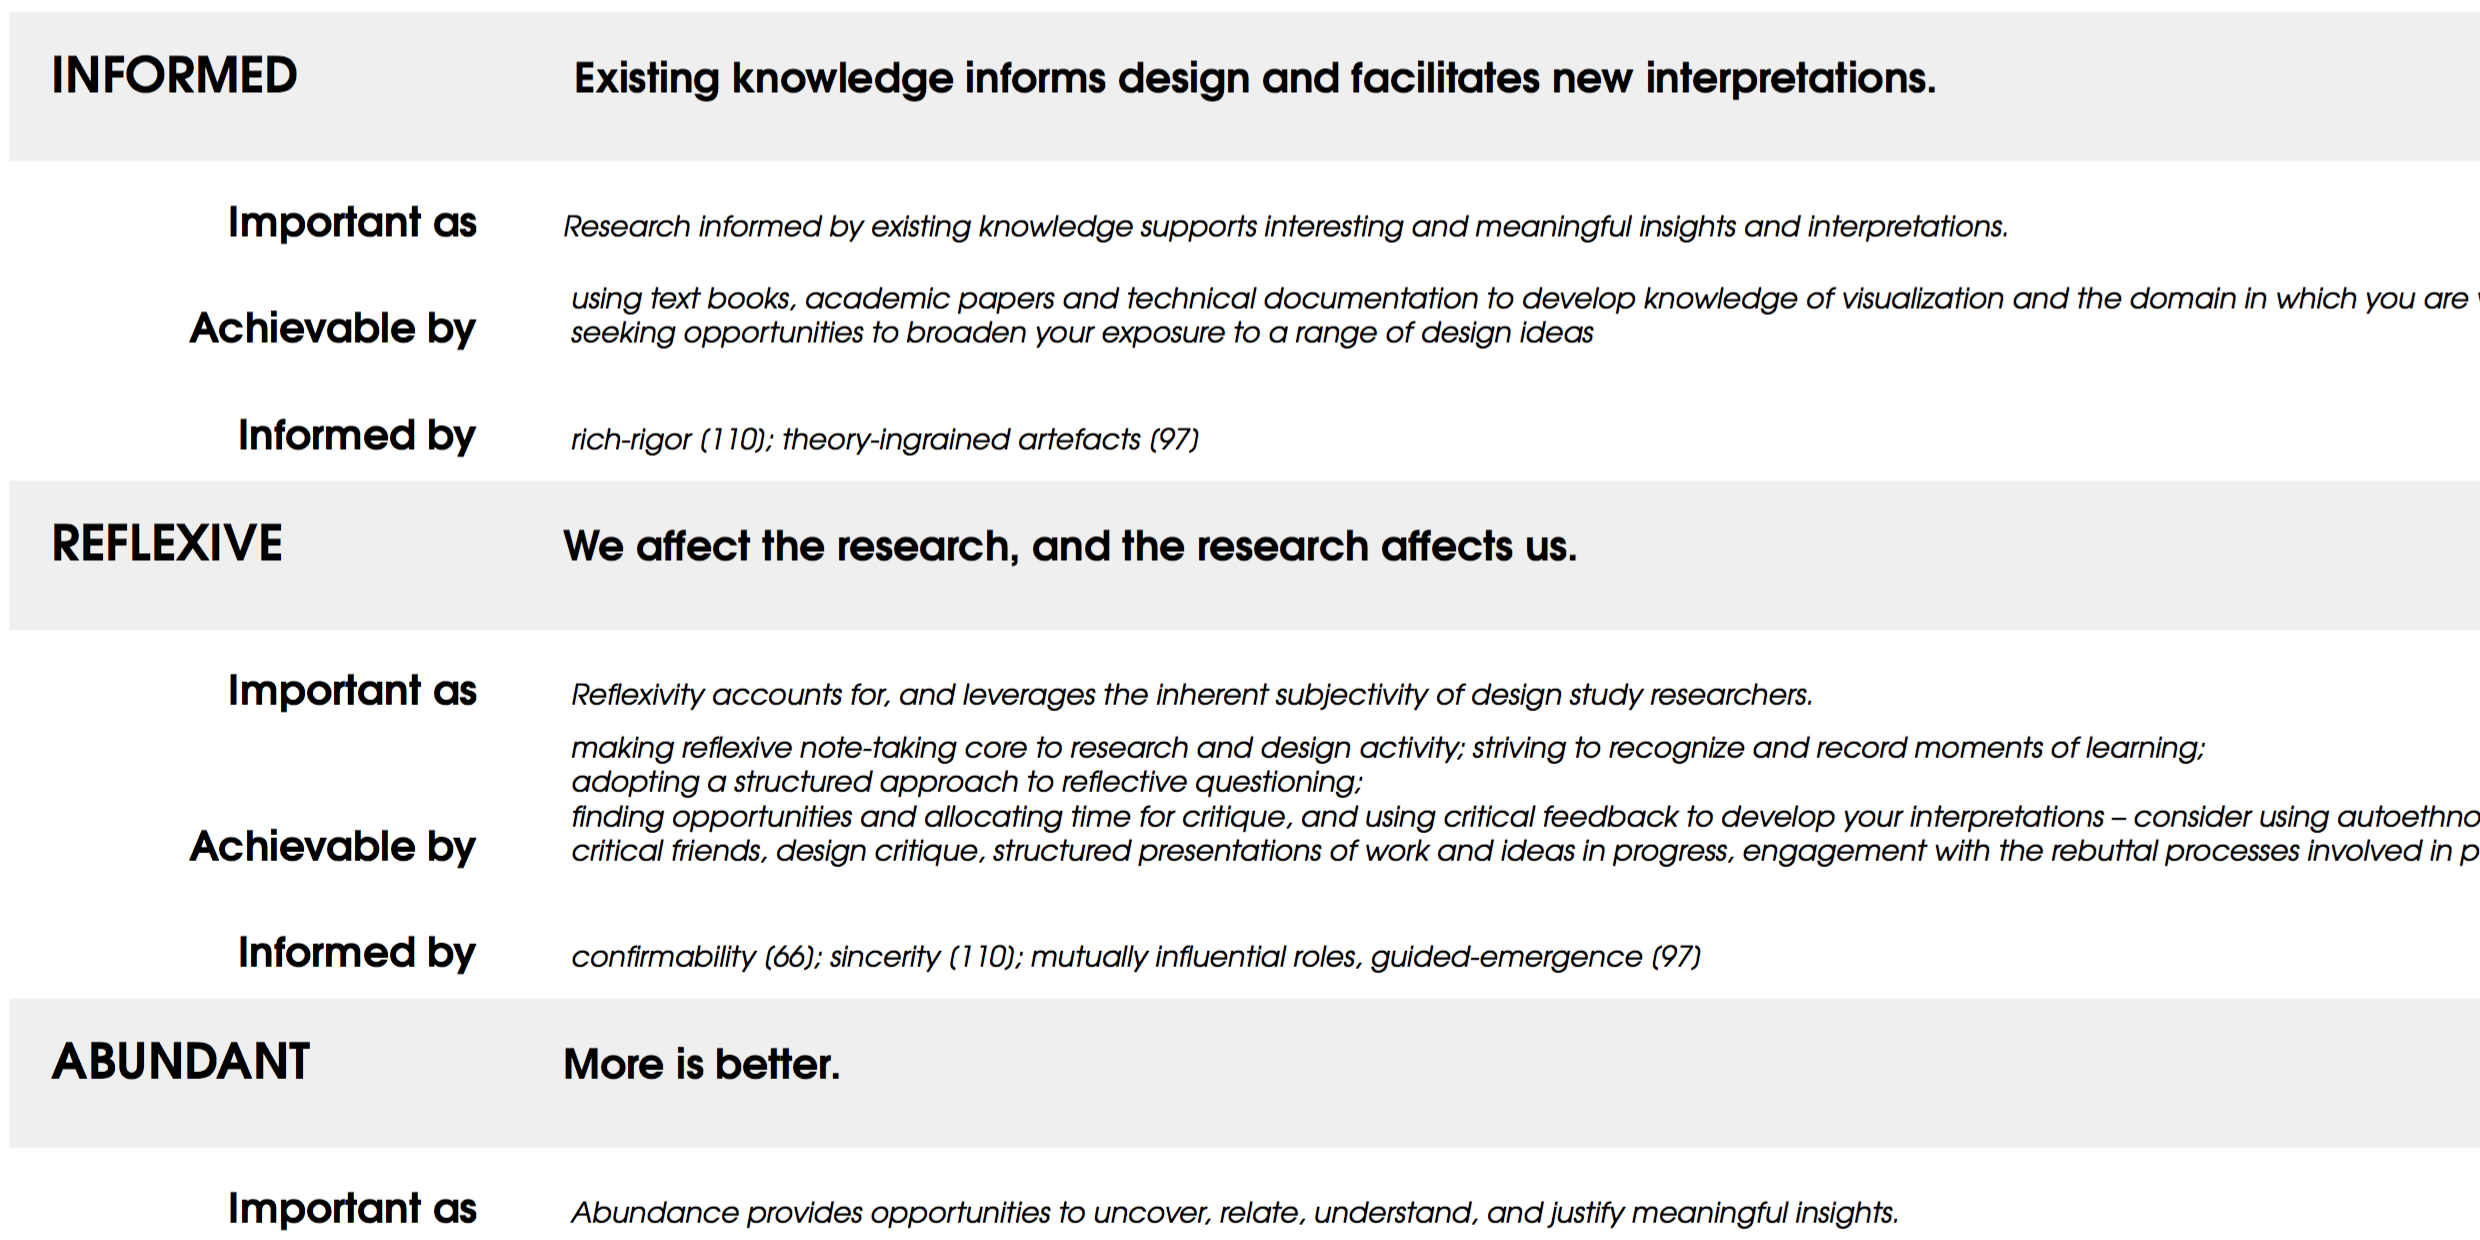 INFORMED Existing knowledge informs design and facilitates new interpretations.
Important as Research informed by existing knowledge supports interesting and meaningful insights and interpretations.
using text books, academic papers and technical documentation to develop knowledge of visualization and the domain in which you are
Achievable by seeking opportunities to broaden your exposure to a range of design ideas
Informed by rich-rigor (110); theory-ingrained artefacts (97)
REFLEXIVE We affect the research, and the research affects us.
Important as Reflexivity accounts for, and leverages the inherent subjectivity of design study researchers.
making reflexive note-taking core to research and design activity; striving to recognize and record moments of learning;
adopting a structured approach to reflective questioning;
finding opportunities and allocating time for critique, and using critical feedback to develop your interpretations – consider using autoethno
Achievable by critical friends, design critique, structured presentations of work and ideas in progress, engagement with the rebuttal processes involved in p
Informed by confirmability (66); sincerity (110); mutually influential roles, guided-emergence (97)
ABUNDANT More is better.
Important as Abundance provides opportunities to uncover, relate, understand, and justify meaningful insights.